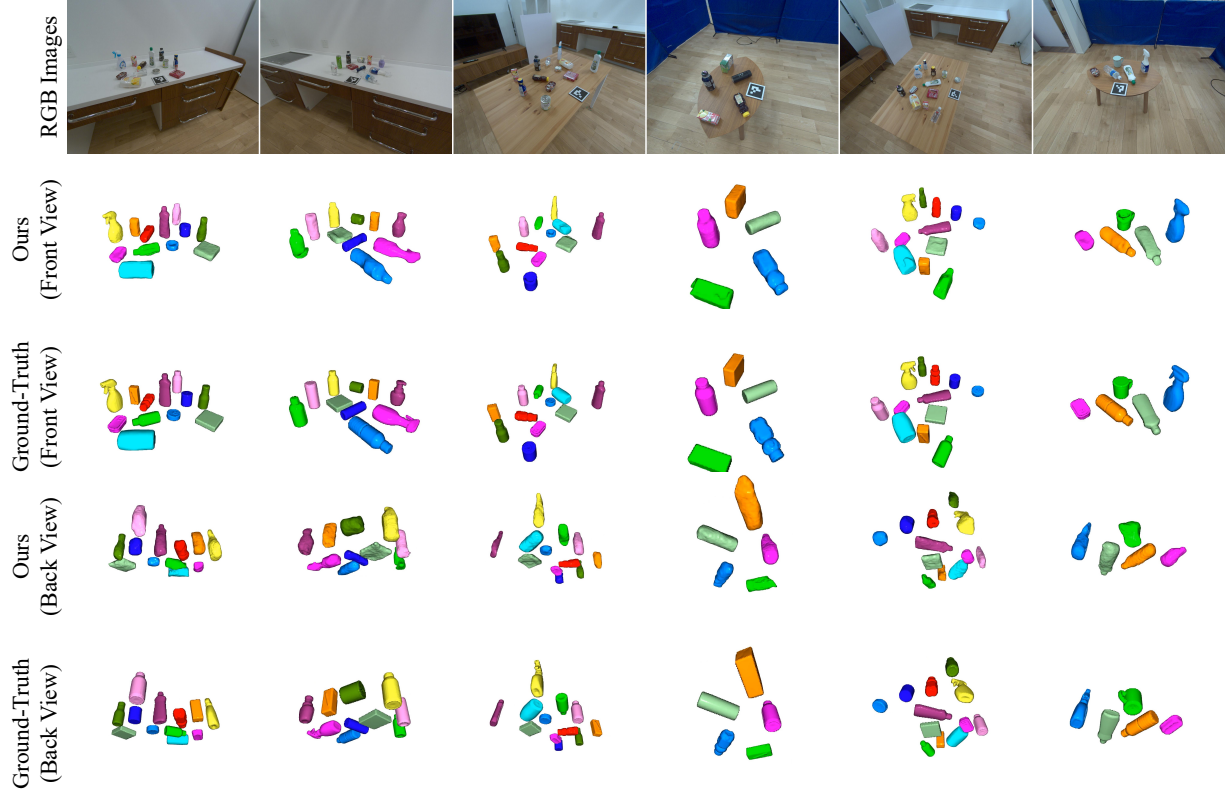 RGB Images
Ours
(Front View)
Ground-Truth
(Front View)
Ours
(Back View)
Ground-Truth
(Back View)